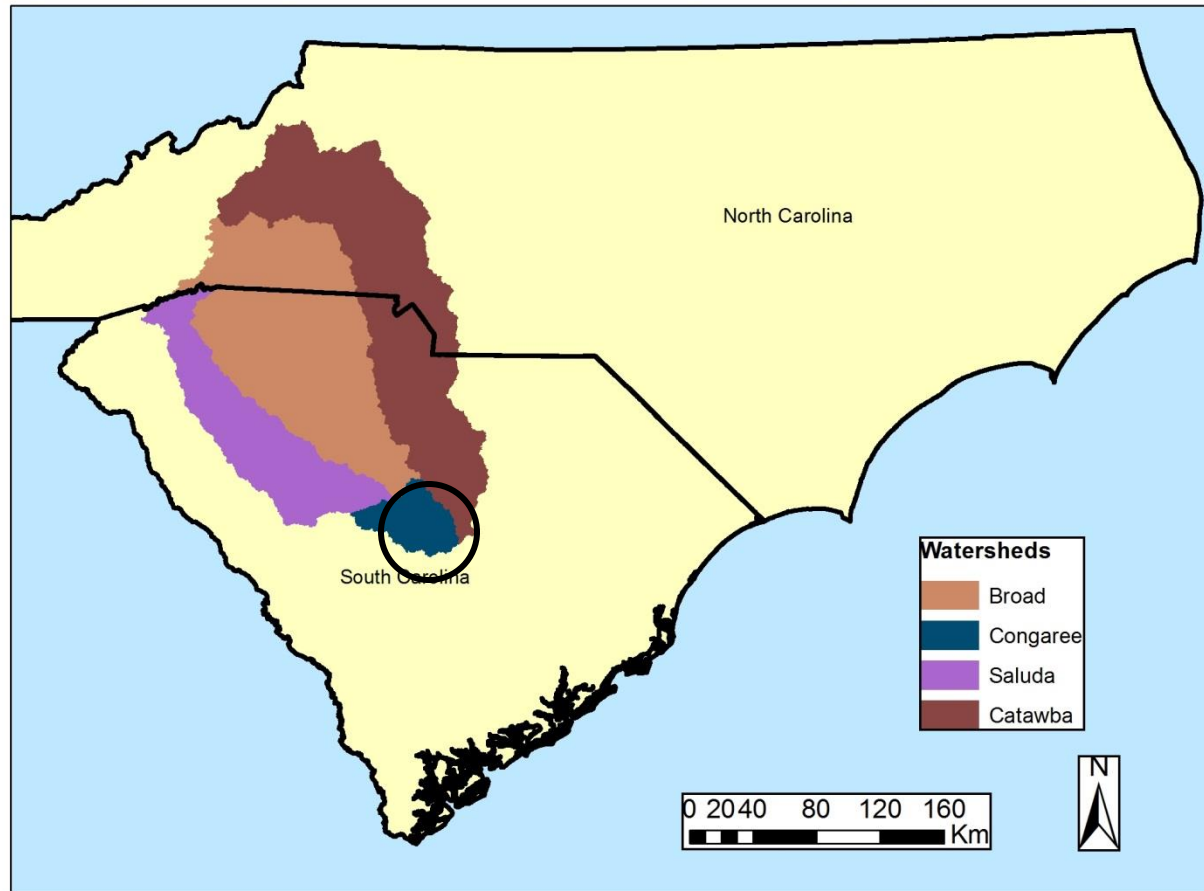 North Carolina
South Carolina
Watersheds
Broad
Congaree
Saluda
Catawba
N
0 20 40 80 120 160
Km